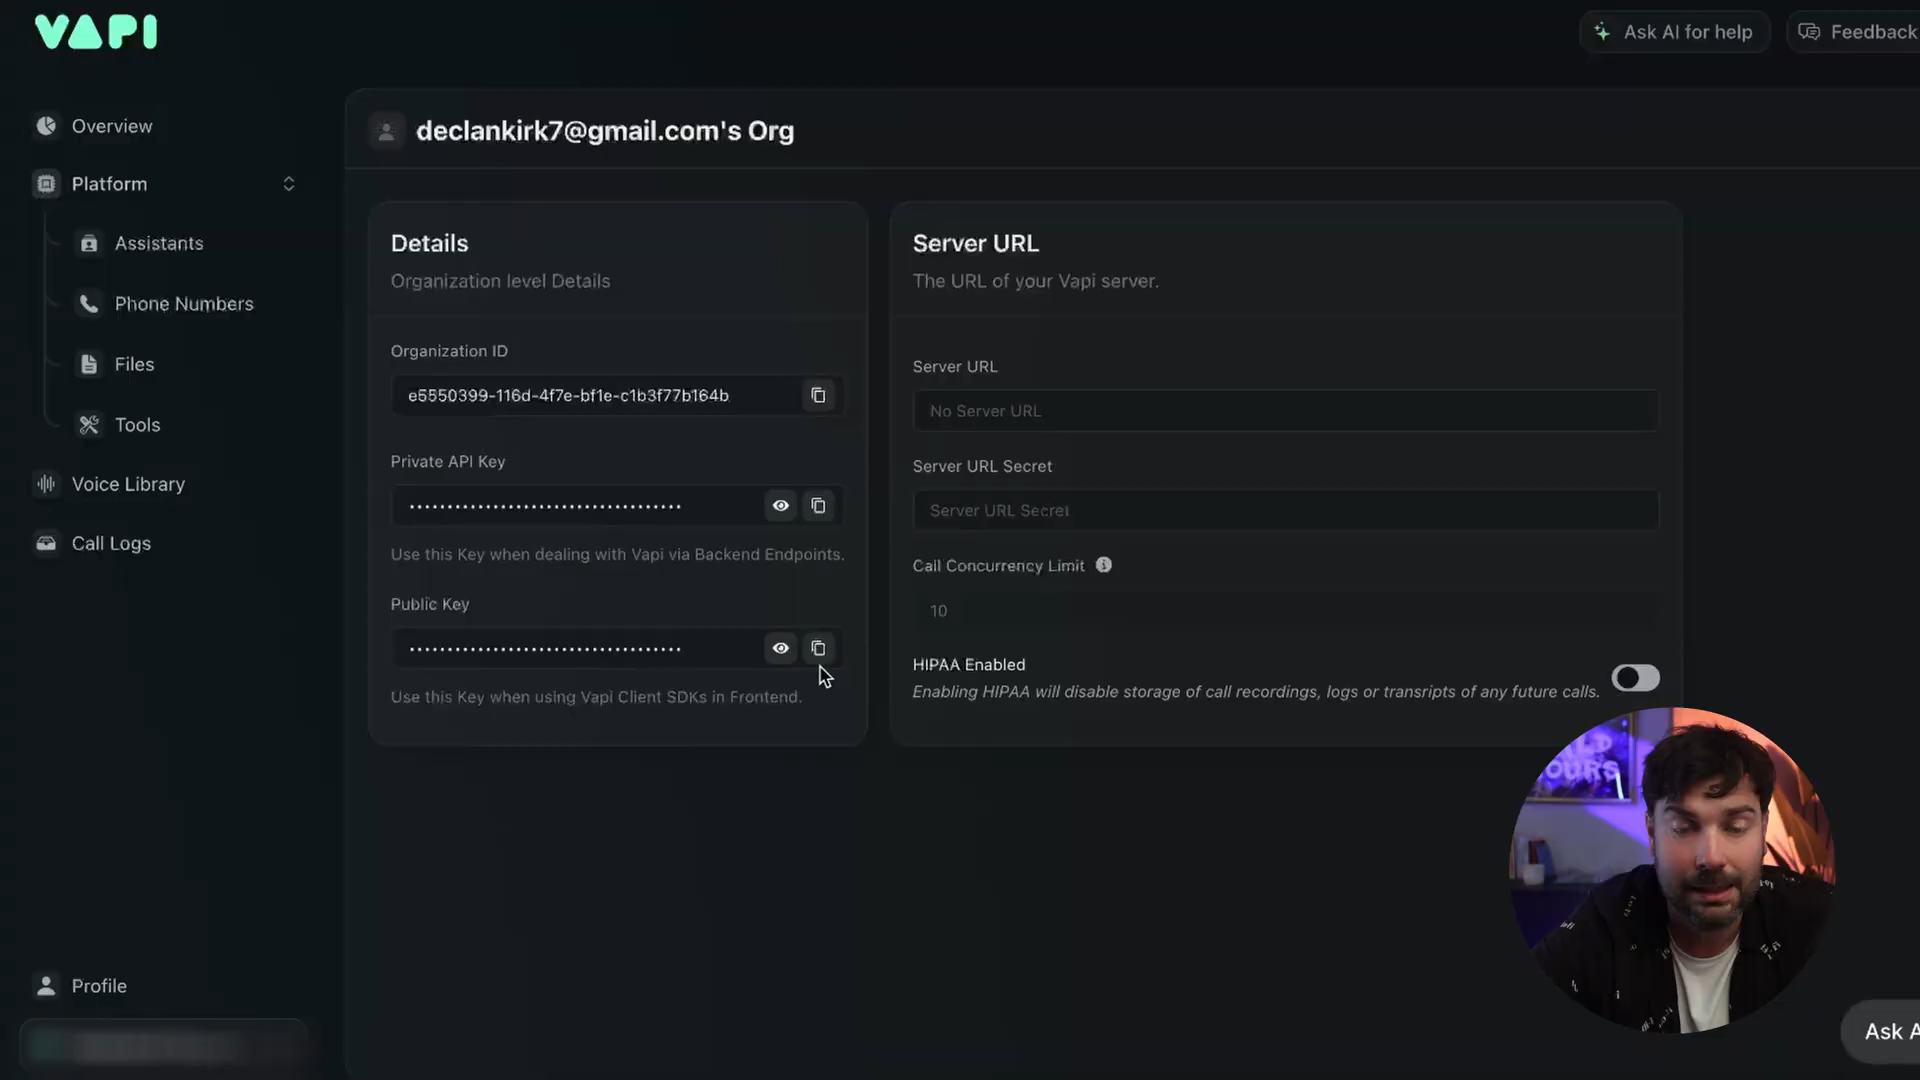 VAPI
Ask AI for help
Feedback
Overview
Platform
Assistants
Phone Numbers
Files
Tools
Voice Library
Call Logs
Profile
declankirk7@gmail.com's Org
Details
Organization level Details
Organization ID
e5550399-116d-4f7e-bf1e-c1b3f77b164b
Private API Key
••••••••••••••••••••••••••••••••••••
Use this Key when dealing with Vapi via Backend Endpoints.
Public Key
••••••••••••••••••••••••••••••••••••
Use this Key when using Vapi Client SDKs in Frontend.
Server URL
The URL of your Vapi server.
Server URL
No Server URL
Server URL Secret
Server URL Secret
Call Concurrency Limit
10
HIPAA Enabled
Enabling HIPAA will disable storage of call recordings, logs or transripts of any future calls.
OURS
Ask A